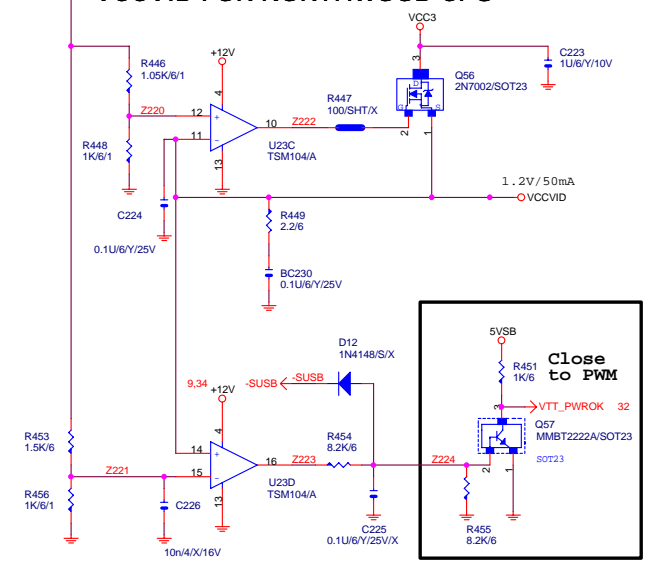 VCC3
+12V
R446
1.05K/6/1
C223
1U/6/Y/10V
3
D
G
S
Q56
2N7002/SOT23
R447
100/SHT/X
4
Z220
12
+
10
Z222
2
1
11
-
R448
1K/6/1
U23C
TSM104/A
13
1.2V/50mA
VCCVID
C224
0.1U/6/Y/25V
R449
2.2/6
BC230
0.1U/6/Y/25V
D12
1N4148/S/X
5VSB
Close
to PWM
R451
1K/6
9,34
-SUSB
-SUSB
+12V
3
VTT_PWROK 32
Q57
MMBT2222A/SOT23
SOT23
R453
1.5K/6
4
14
+
R454
8.2K/6
Z221
15
-
16
Z223
Z224
2
1
R456
1K/6/1
U23D
TSM104/A
13
C226
10n/4/X/16V
C225
0.1U/6/Y/25V/X
R455
8.2K/6